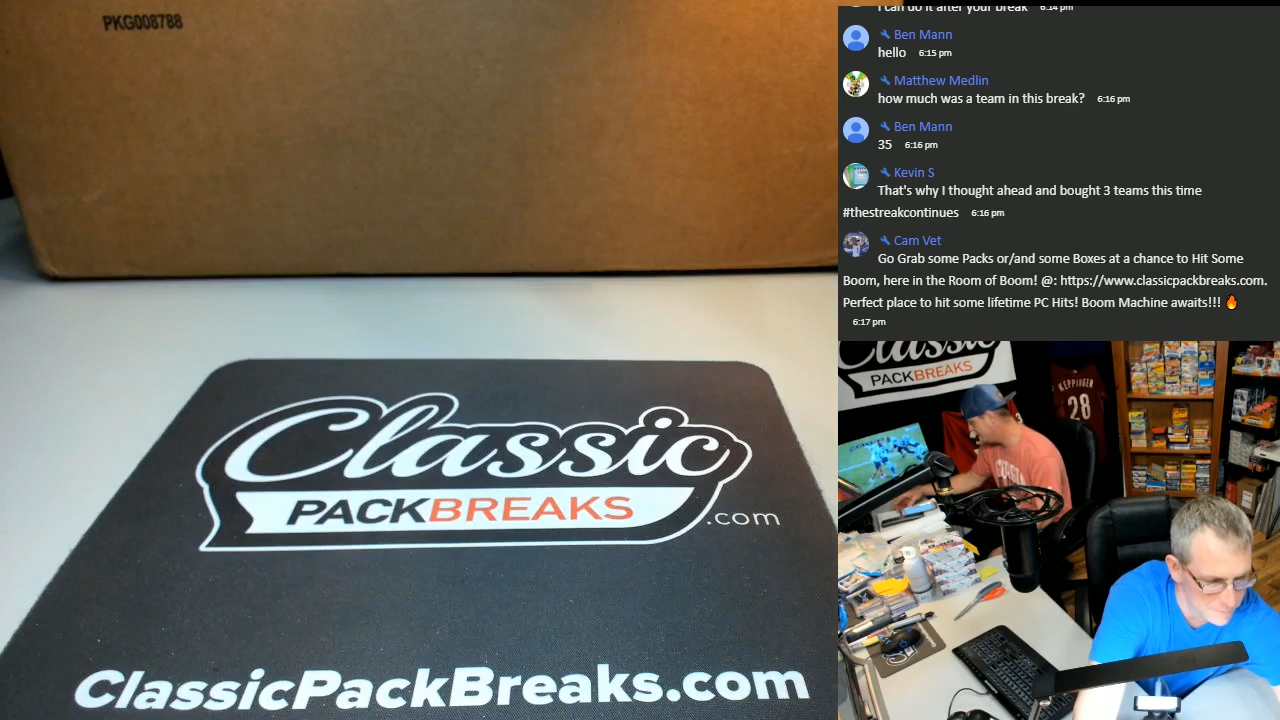 PKG008788
Classic
PACKBREAKS
.com
ClassicPackBreaks.com
I can do it after your break 6:14 pm
Ben Mann
hello 6:15 pm
Matthew Medlin
how much was a team in this break? 6:16 pm
Ben Mann
35 6:16 pm
Kevin S
That's why I thought ahead and bought 3 teams this time
#thestreakcontinues 6:16 pm
Cam Vet
Go Grab some Packs or/and some Boxes at a chance to Hit Some
Boom, here in the Room of Boom! @: https://www.classicpackbreaks.com.
Perfect place to hit some lifetime PC Hits! Boom Machine awaits!!! 🔥
6:17 pm
Classic
PACKBREAKS
KEPPINGER
28